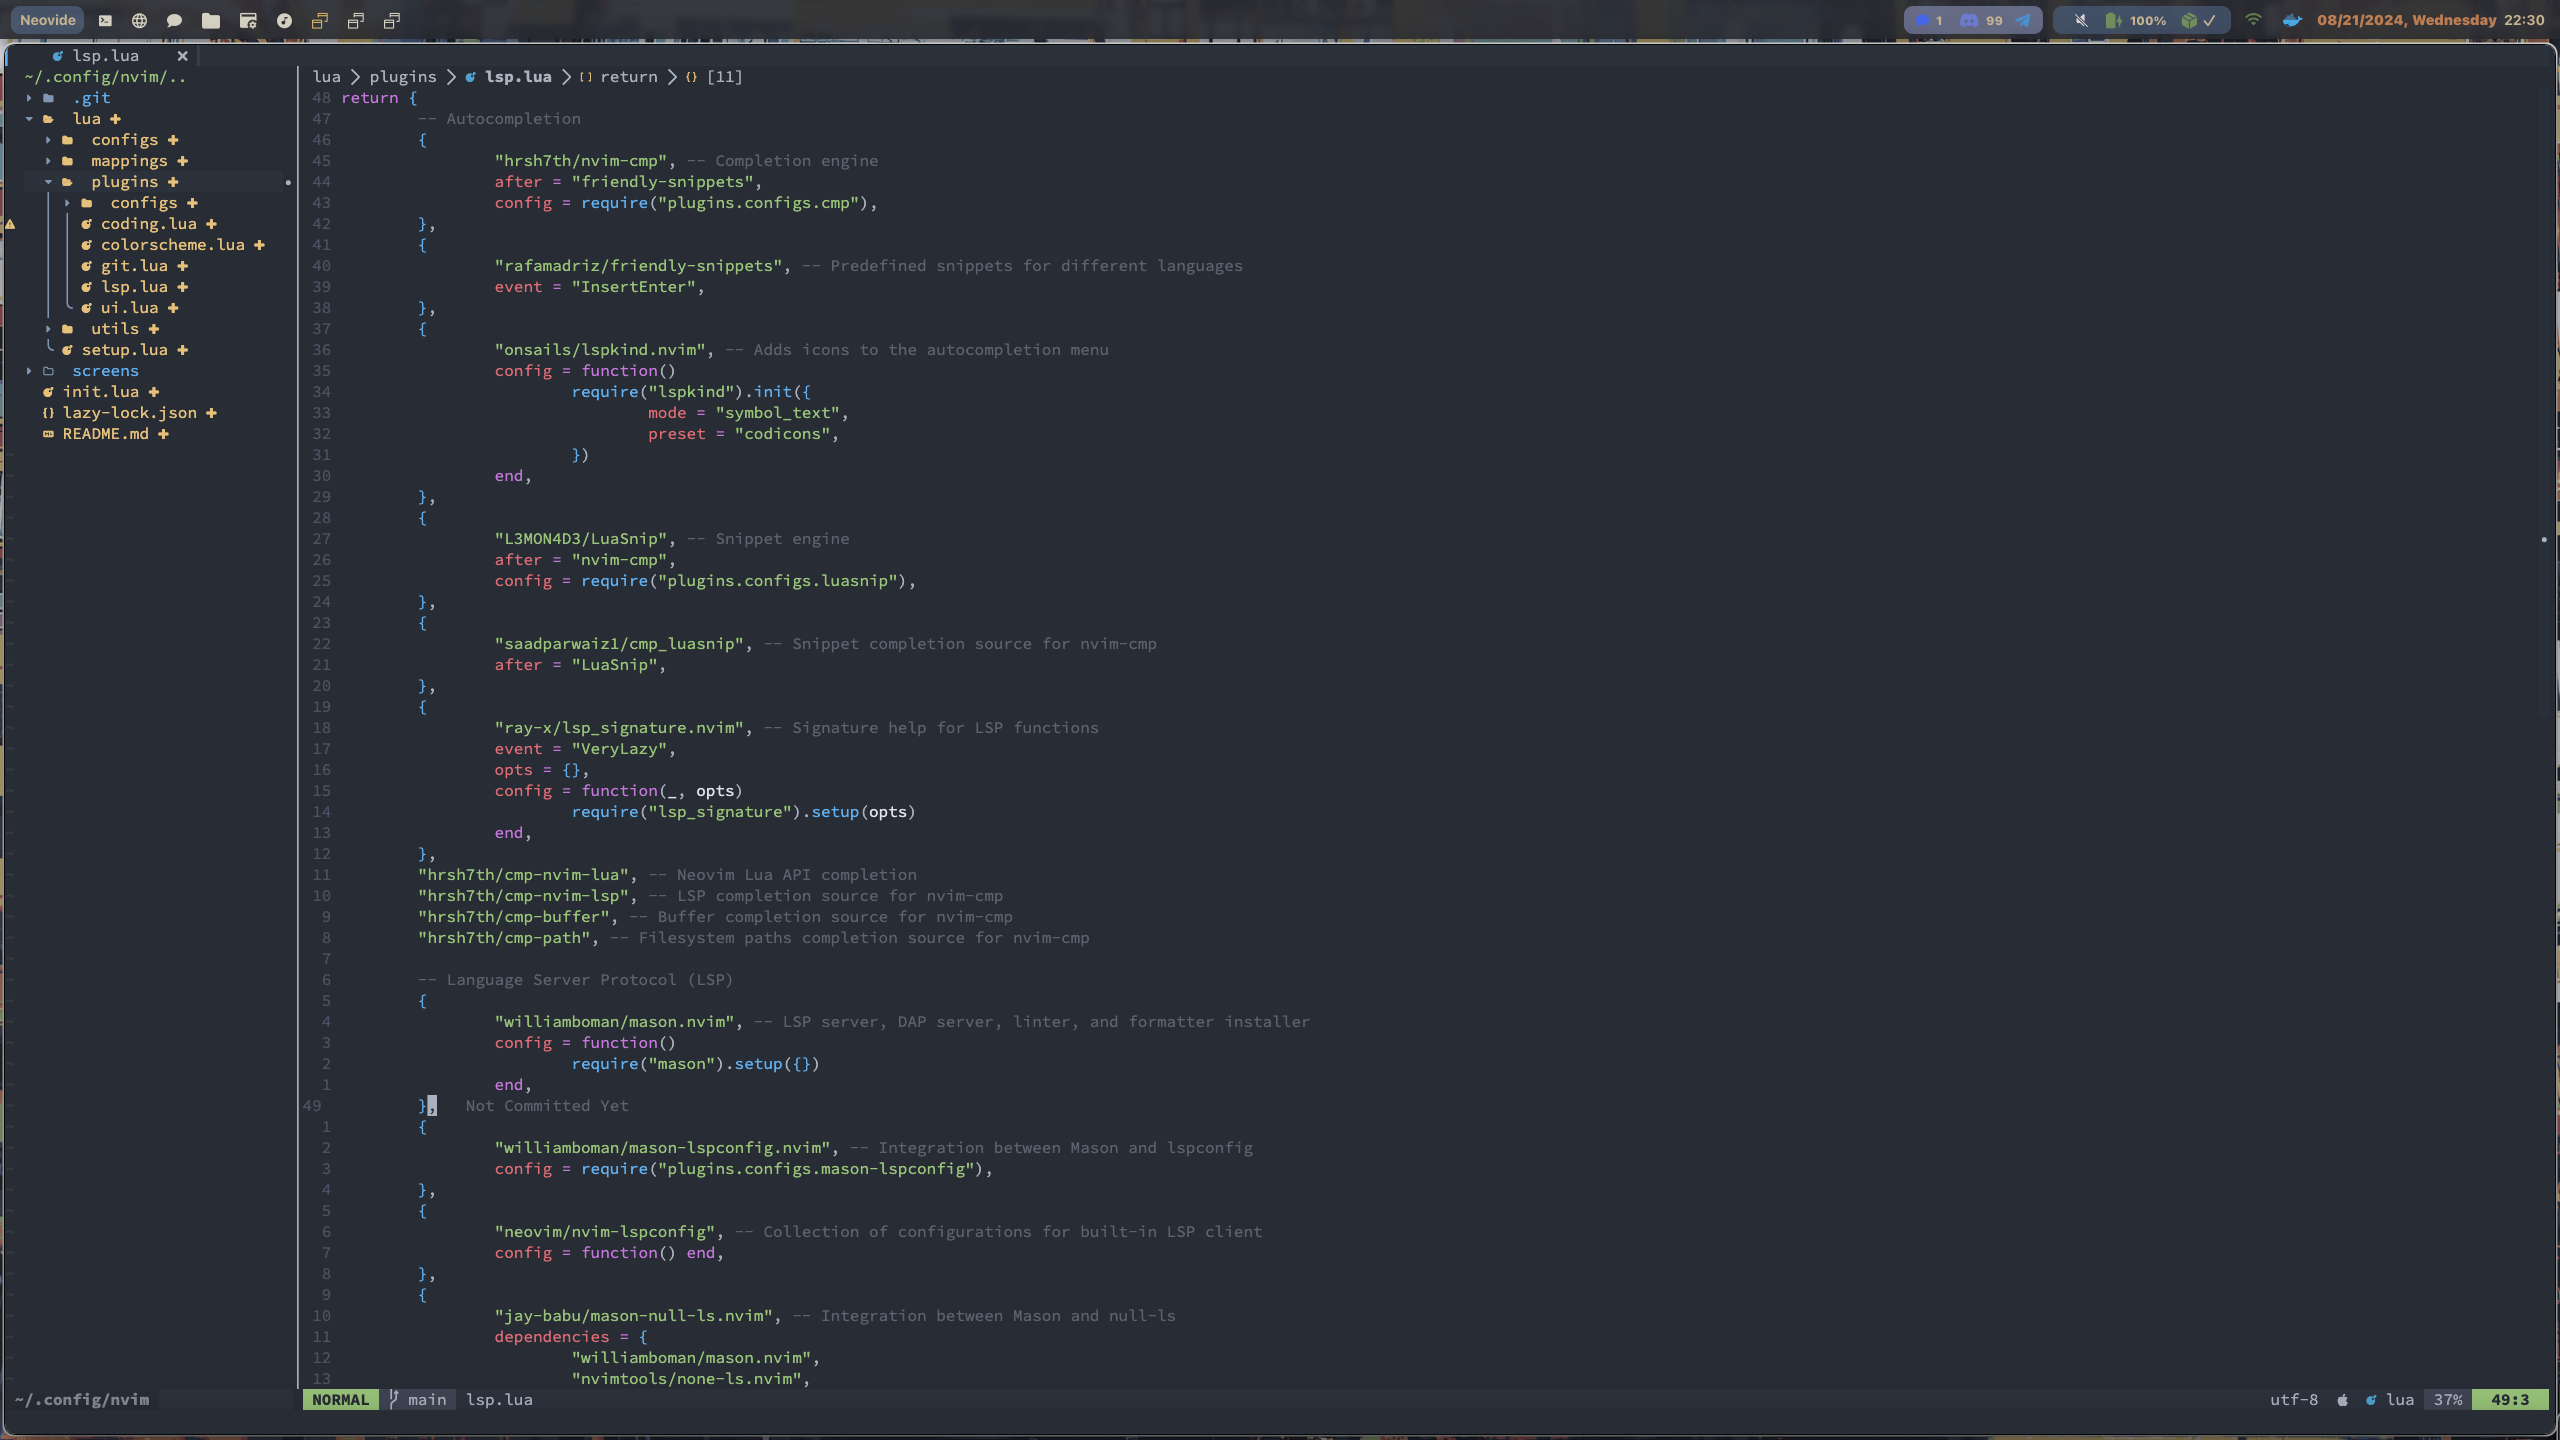 Neovide
1 99 100% 08/21/2024, Wednesday 22:30
lsp.lua
~/.config/nvim/..
.git
lua
configs
mappings
plugins
configs
coding.lua
colorscheme.lua
git.lua
lsp.lua
ui.lua
utils
setup.lua
screens
init.lua
lazy-lock.json
README.md
~/.config/nvim
lua > plugins > lsp.lua > [] return > {} [11]
48 return {
47 -- Autocompletion
46 {
45 "hrsh7th/nvim-cmp", -- Completion engine
44 after = "friendly-snippets",
43 config = require("plugins.configs.cmp"),
42 },
41 {
40 "rafamadriz/friendly-snippets", -- Predefined snippets for different languages
39 event = "InsertEnter",
38 },
37 {
36 "onsails/lspkind.nvim", -- Adds icons to the autocompletion menu
35 config = function()
34 require("lspkind").init({
33 mode = "symbol_text",
32 preset = "codicons",
31 })
30 end,
29 },
28 {
27 "L3MON4D3/LuaSnip", -- Snippet engine
26 after = "nvim-cmp",
25 config = require("plugins.configs.luasnip"),
24 },
23 {
22 "saadparwaiz1/cmp_luasnip", -- Snippet completion source for nvim-cmp
21 after = "LuaSnip",
20 },
19 {
18 "ray-x/lsp_signature.nvim", -- Signature help for LSP functions
17 event = "VeryLazy",
16 opts = {},
15 config = function(_, opts)
14 require("lsp_signature").setup(opts)
13 end,
12 },
11 "hrsh7th/cmp-nvim-lua", -- Neovim Lua API completion
10 "hrsh7th/cmp-nvim-lsp", -- LSP completion source for nvim-cmp
9 "hrsh7th/cmp-buffer", -- Buffer completion source for nvim-cmp
8 "hrsh7th/cmp-path", -- Filesystem paths completion source for nvim-cmp
7
6 -- Language Server Protocol (LSP)
5 {
4 "williamboman/mason.nvim", -- LSP server, DAP server, linter, and formatter installer
3 config = function()
2 require("mason").setup({})
1 end,
49 }, Not Committed Yet
1 {
2 "williamboman/mason-lspconfig.nvim", -- Integration between Mason and lspconfig
3 config = require("plugins.configs.mason-lspconfig"),
4 },
5 {
6 "neovim/nvim-lspconfig", -- Collection of configurations for built-in LSP client
7 config = function() end,
8 },
9 {
10 "jay-babu/mason-null-ls.nvim", -- Integration between Mason and null-ls
11 dependencies = {
12 "williamboman/mason.nvim",
13 "nvimtools/none-ls.nvim",
NORMAL main lsp.lua utf-8 lua 37% 49:3